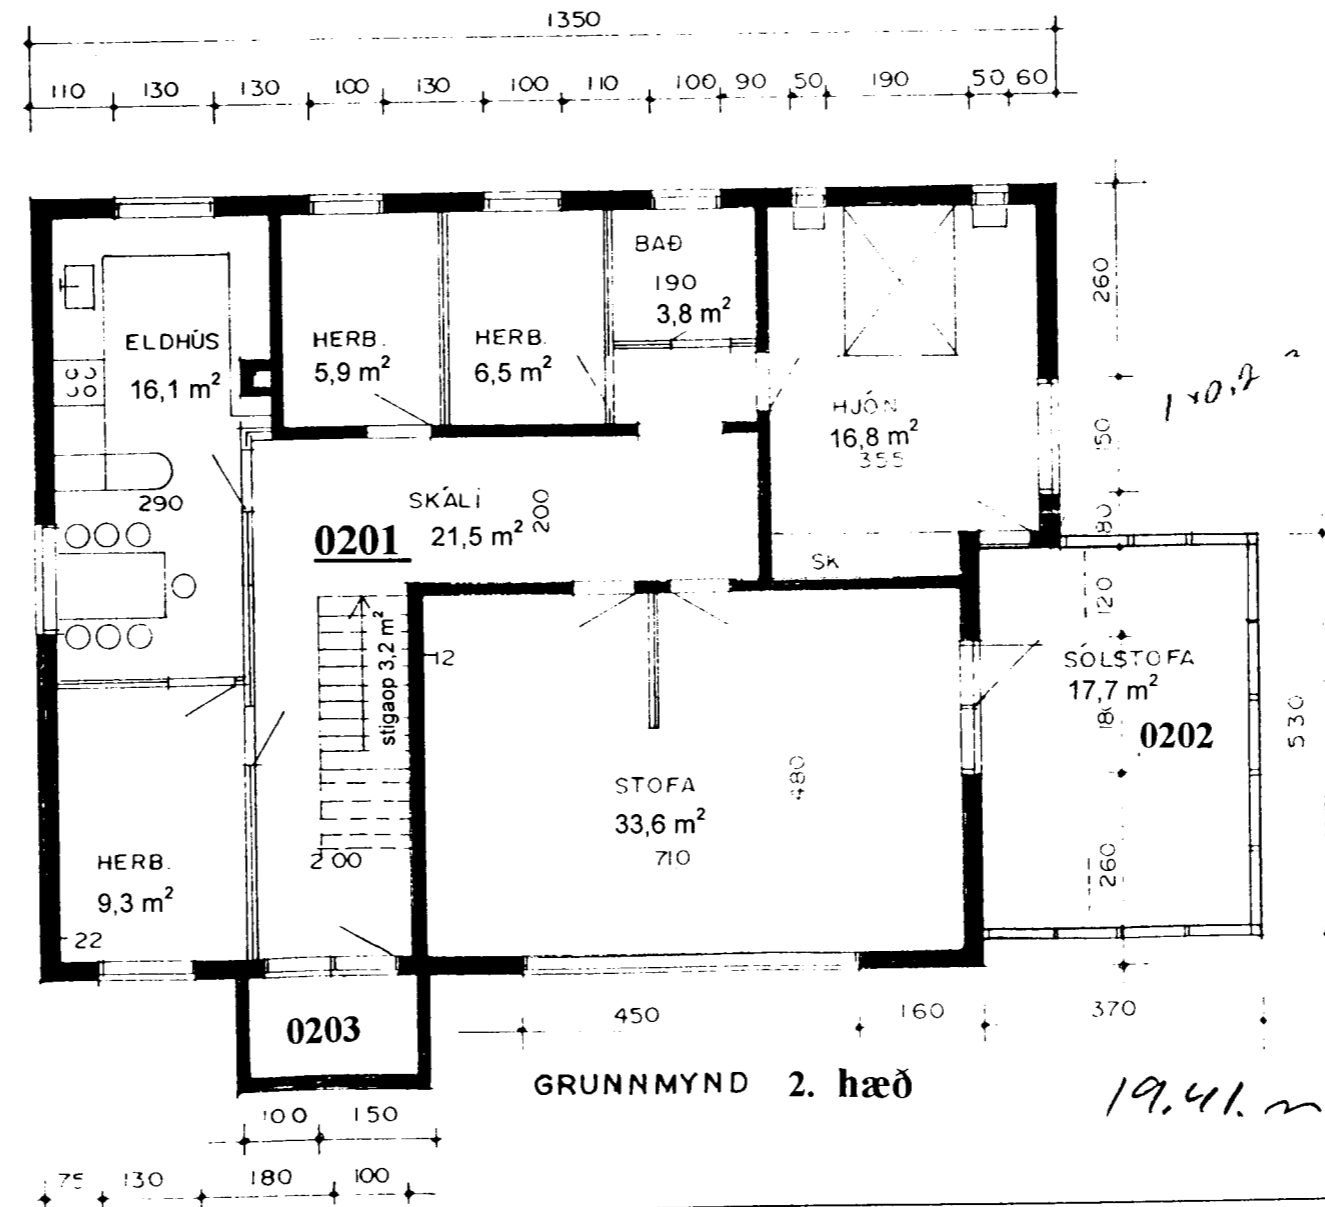 1350
110 130 130 100 130 100 110 100 90 50 190 50 60
BAÐ
190
3,8 m²
260
ELDHÚS
16,1 m²
HERB.
5,9 m²
HERB.
6,5 m²
HJÓN
16,8 m²
355
150
290
SKÁLI
21,5 m²
200
0201
80
SK
120
stigaop 3,2 m²
12
SÓLSTOFA
17,7 m²
0202
530
480
STOFA
33,6 m²
710
200
HERB.
9,3 m²
260
22
0203
450
160
370
GRUNNMYND 2. hæð
19.41.
100 150
75 130 180 100